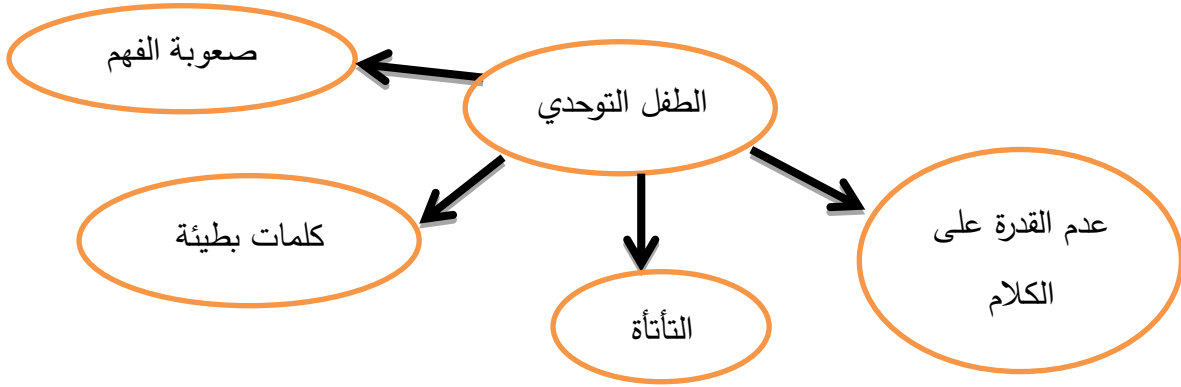 صعوبة الفهم
الطفل التوحدي
كلمات بطيئة
عدم القدرة على
الكلام
التأتأة